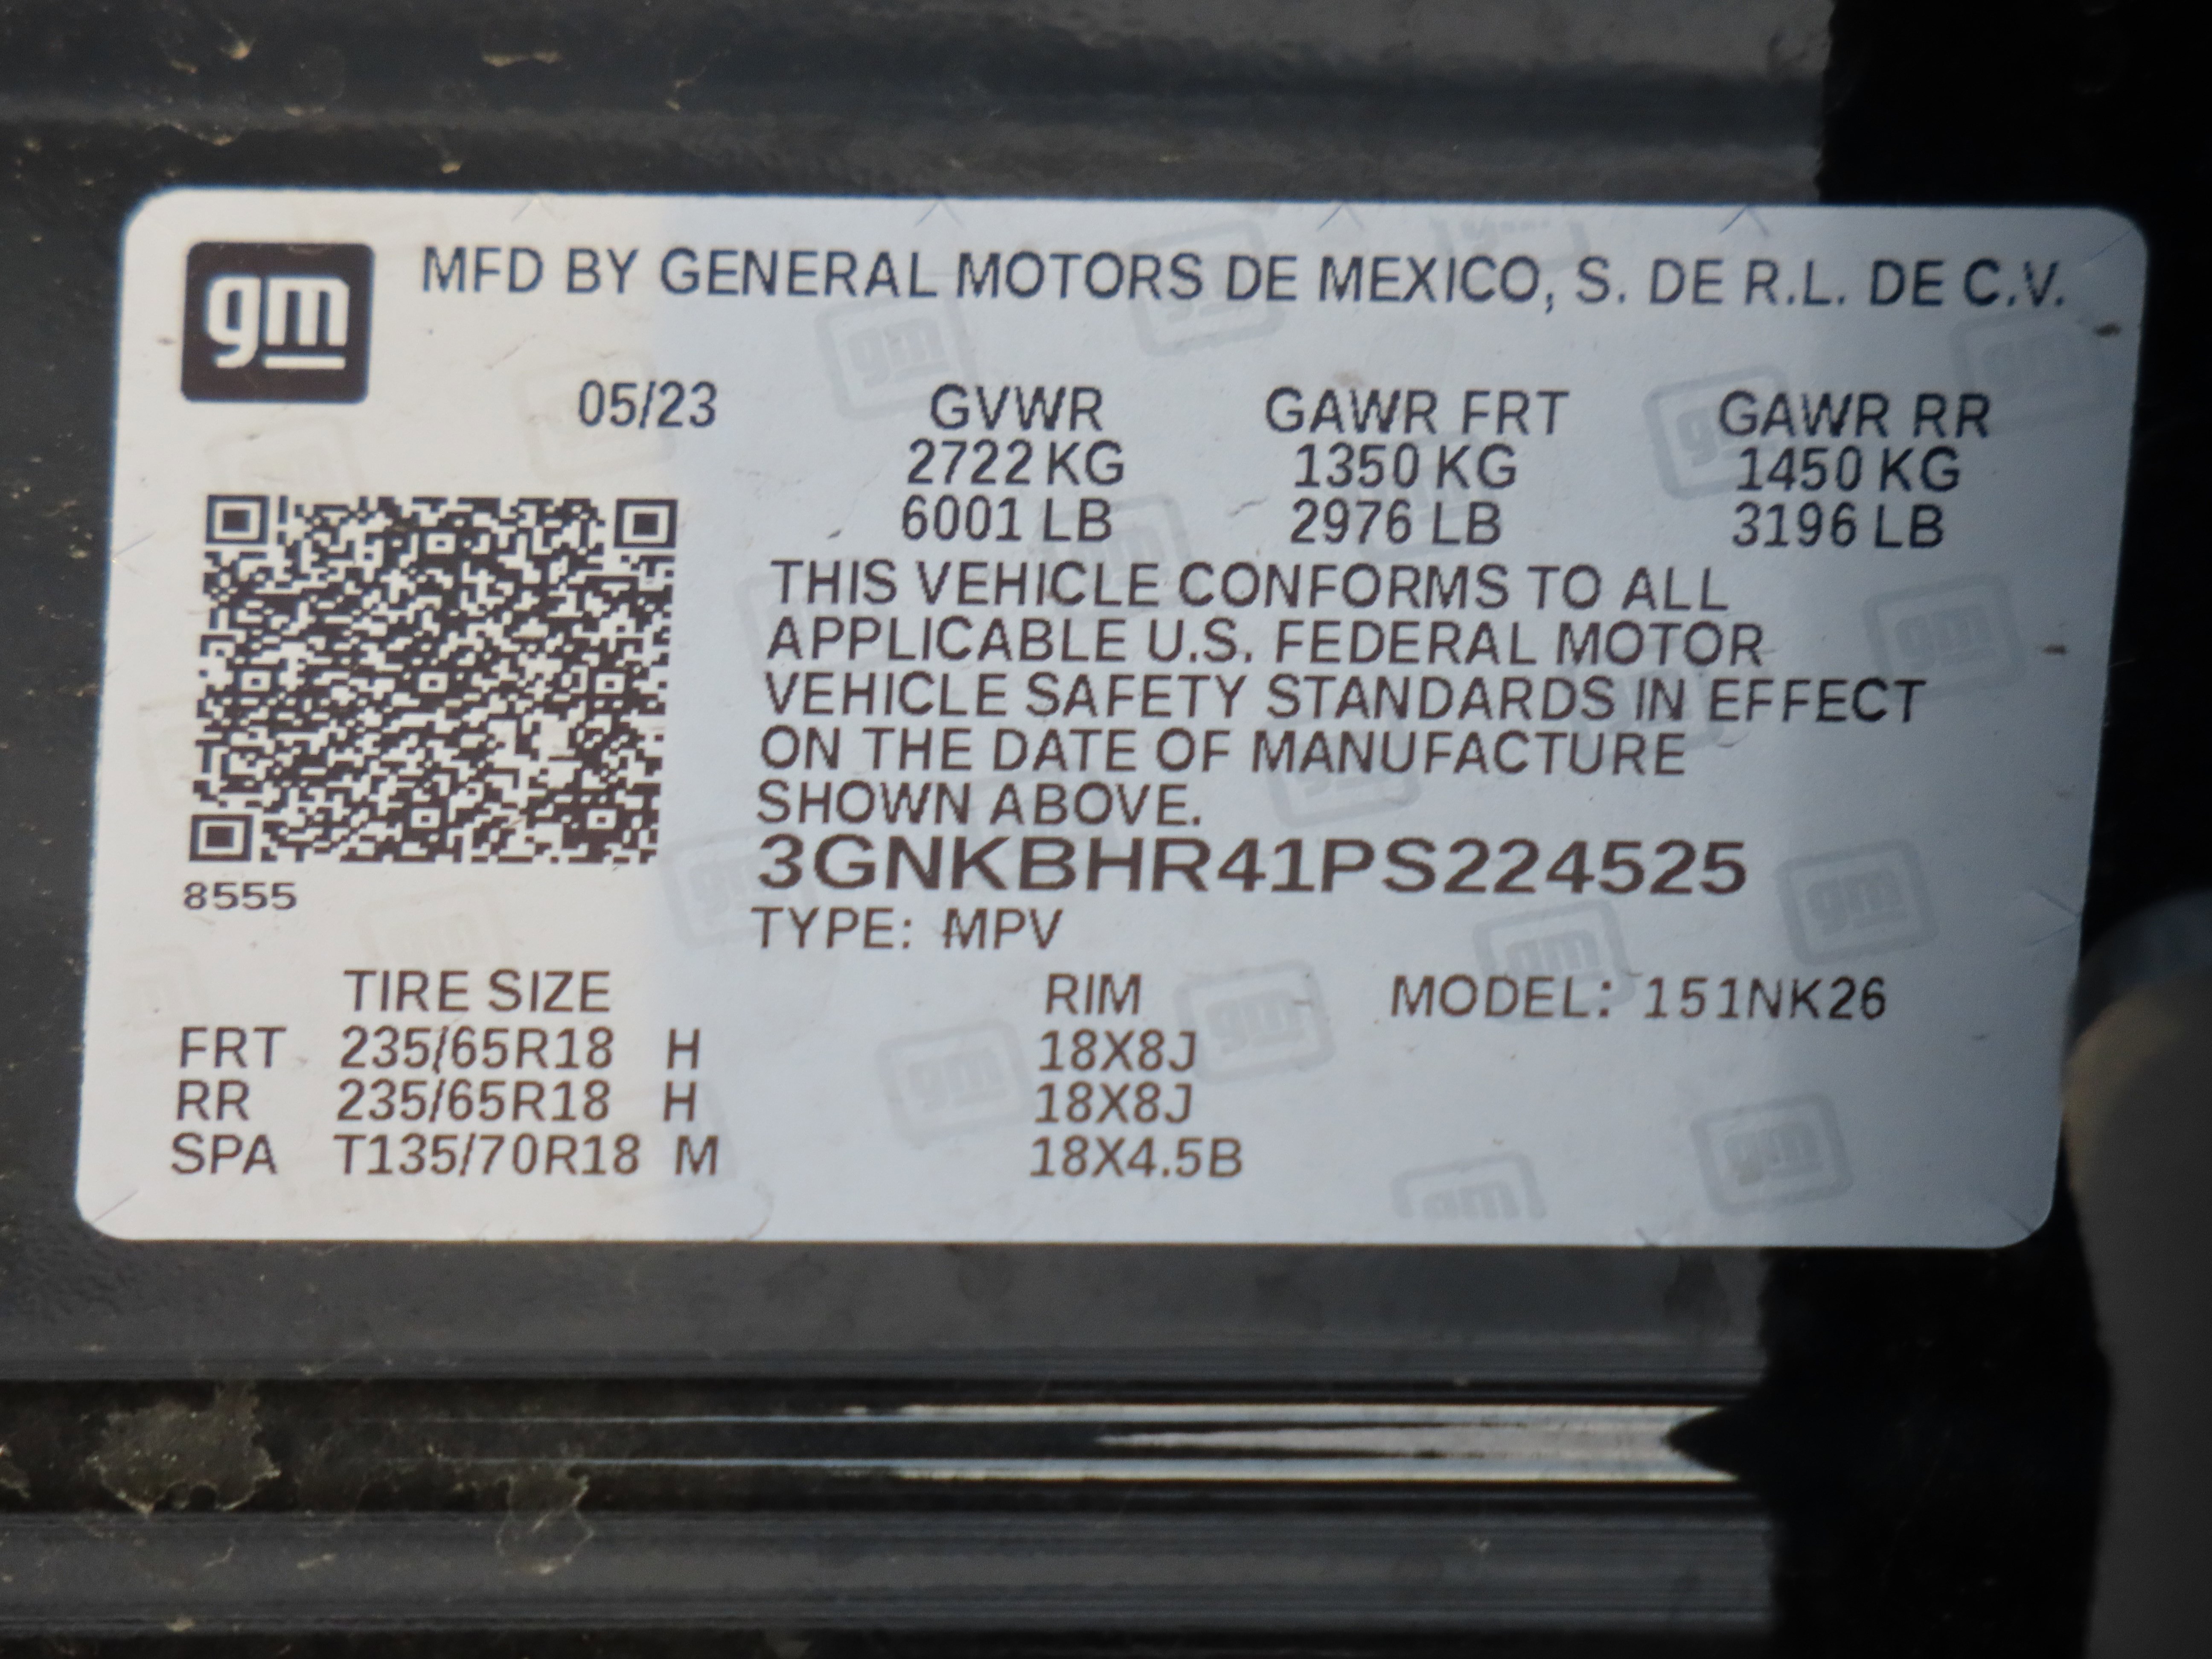 gm
MFD BY GENERAL MOTORS DE MEXICO, S. DE R.L. DE C.V.
05/23 GVWR GAWR FRT GAWR RR
2722 KG 1350 KG 1450 KG
6001 LB 2976 LB 3196 LB
THIS VEHICLE CONFORMS TO ALL
APPLICABLE U.S. FEDERAL MOTOR
VEHICLE SAFETY STANDARDS IN EFFECT
ON THE DATE OF MANUFACTURE
SHOWN ABOVE.
3GNKBHR41PS224525
8555
TYPE: MPV
TIRE SIZE RIM MODEL: 151NK26
FRT 235/65R18 H 18X8J
RR 235/65R18 H 18X8J
SPA T135/70R18 M 18X4.5B